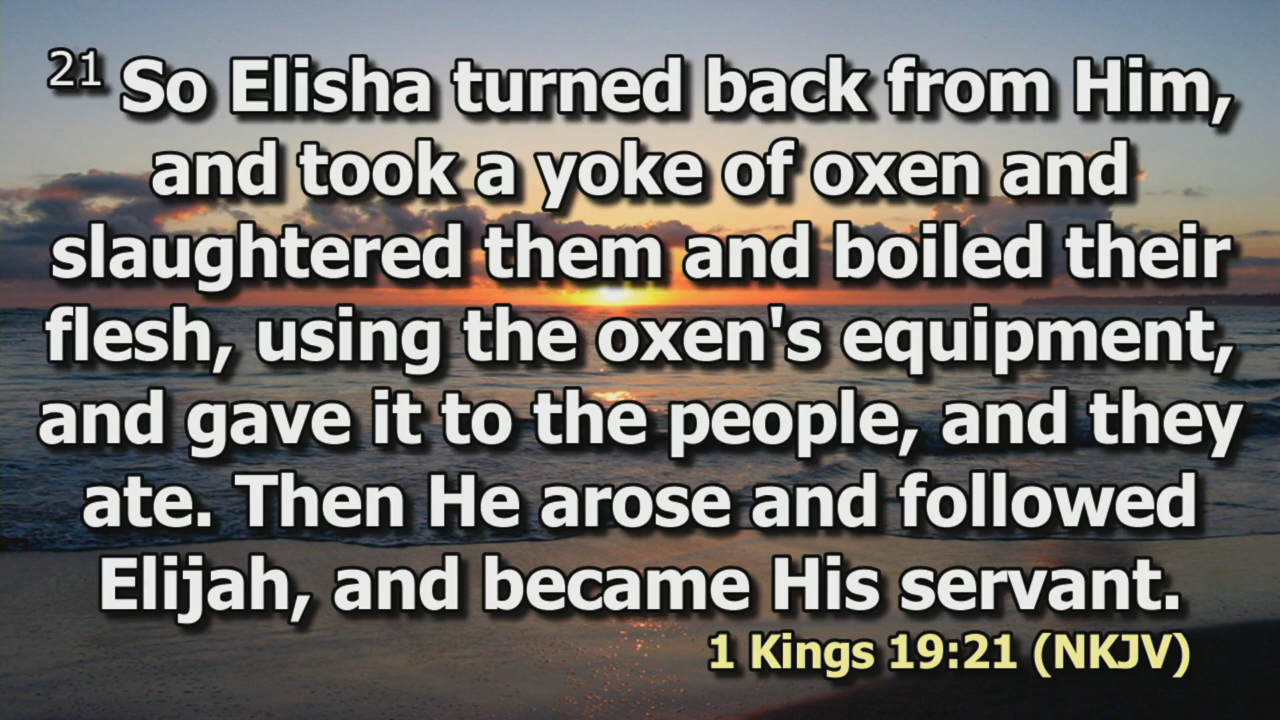 21 So Elisha turned back from Him,
and took a yoke of oxen and
slaughtered them and boiled their
flesh, using the oxen's equipment,
and gave it to the people, and they
ate. Then He arose and followed
Elijah, and became His servant.
1 Kings 19:21 (NKJV)